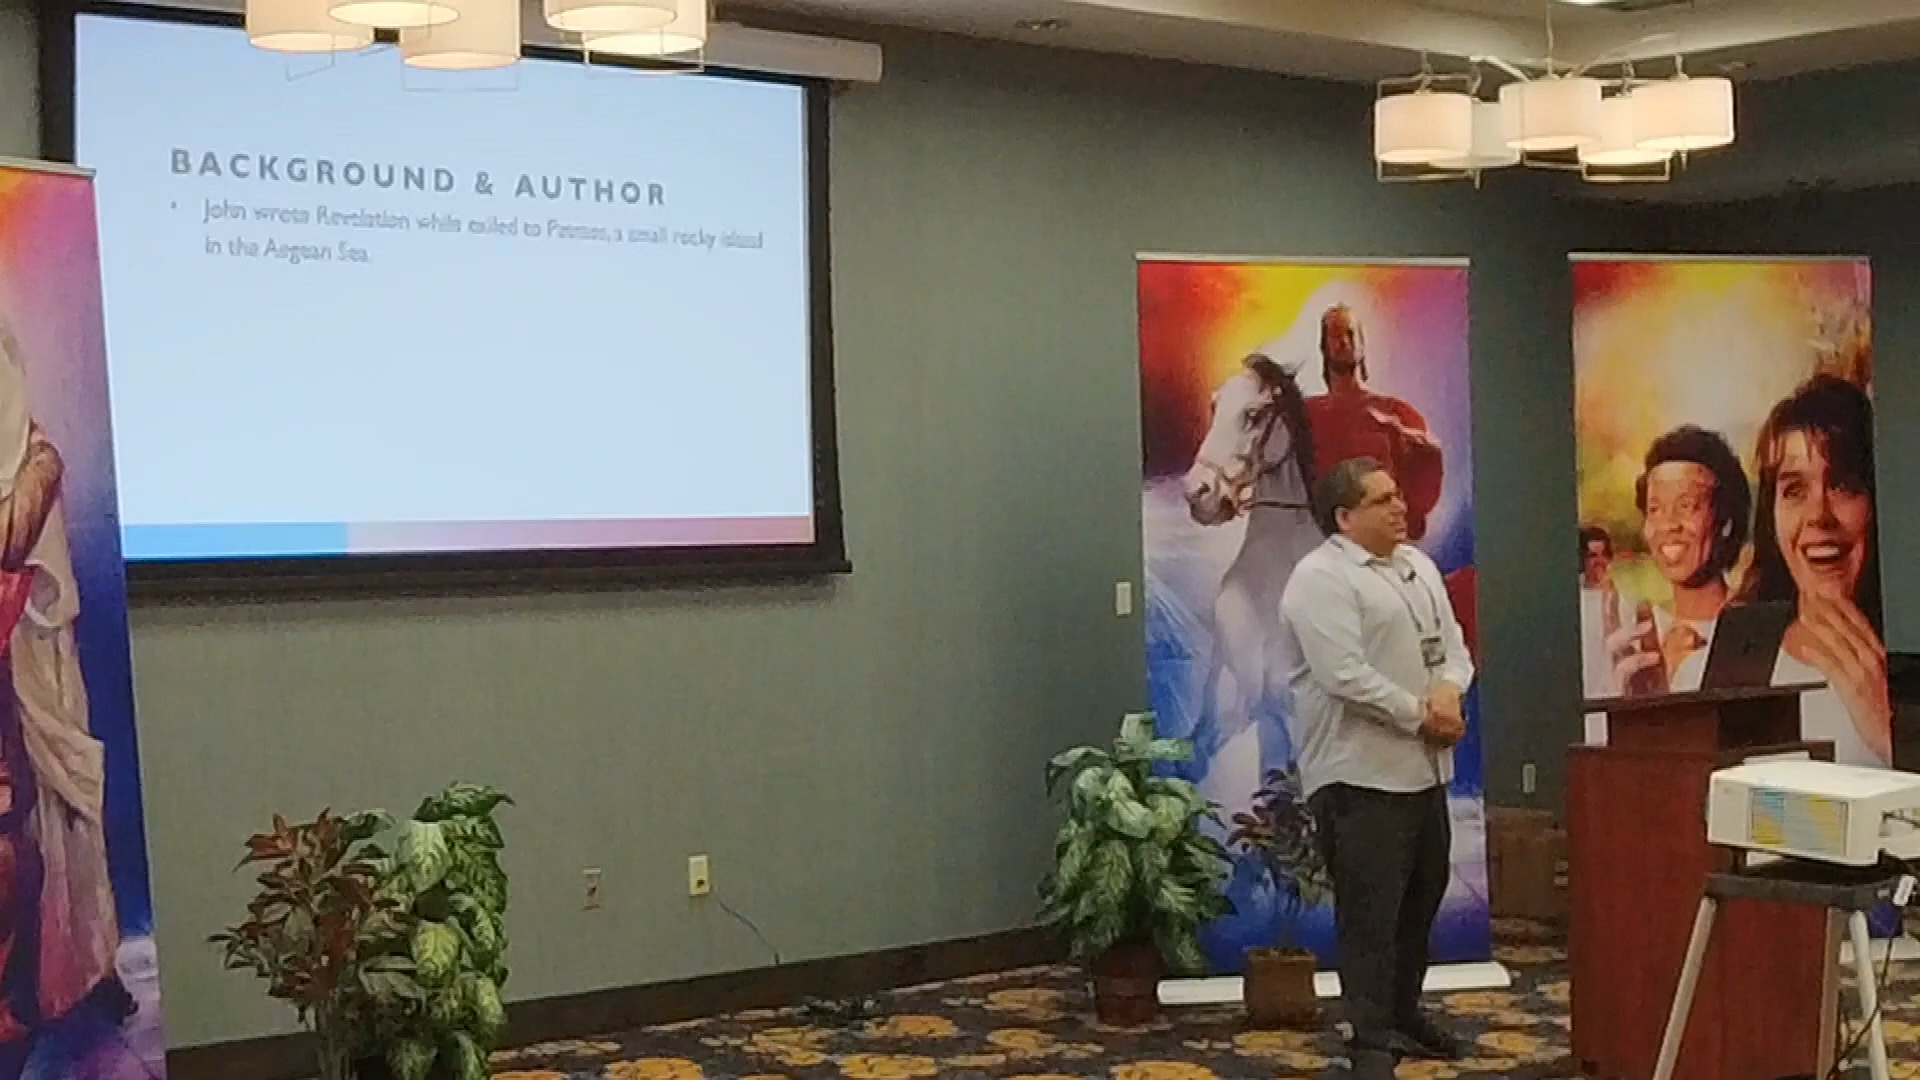 BACKGROUND & AUTHOR
• John wrote Revelation while exiled to Patmos, a small rocky island
in the Aegean Sea.